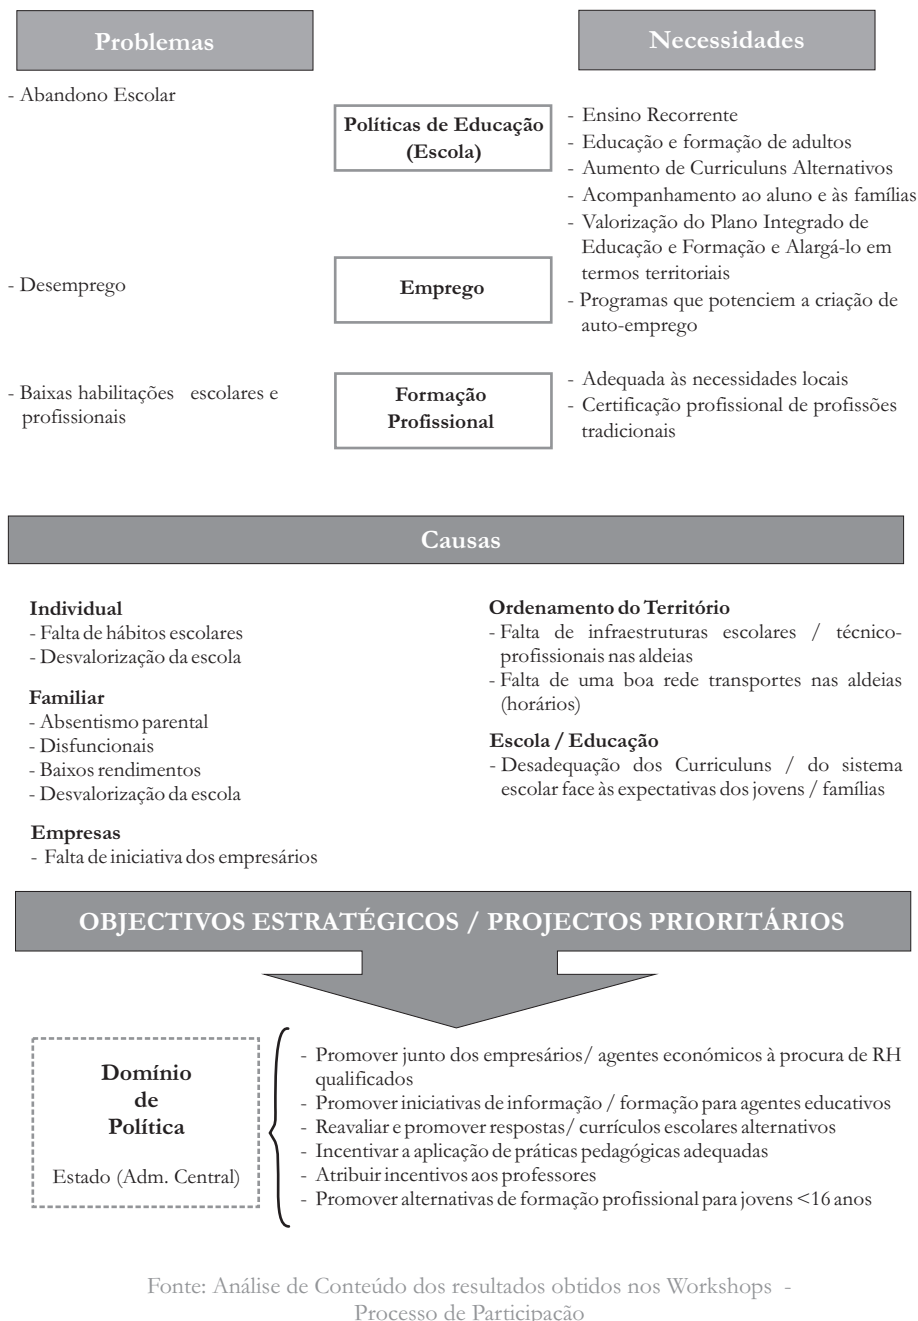 Problemas
Necessidades
- Abandono Escolar
Políticas de Educação
(Escola)
- Ensino Recorrente
- Educação e formação de adultos
- Aumento de Curriculuns Alternativos
- Acompanhamento ao aluno e às famílias
- Valorização do Plano Integrado de
Educação e Formação e Alargá-lo em
termos territoriais
- Desemprego
Emprego
- Programas que potenciem a criação de
auto-emprego
- Baixas habilitações escolares e
profissionais
Formação
Profissional
- Adequada às necessidades locais
- Certificação profissional de profissões
tradicionais
Causas
Individual
- Falta de hábitos escolares
- Desvalorização da escola
Familiar
- Absentismo parental
- Disfuncionais
- Baixos rendimentos
- Desvalorização da escola
Empresas
- Falta de iniciativa dos empresários
Ordenamento do Território
- Falta de infraestruturas escolares / técnico-
profissionais nas aldeias
- Falta de uma boa rede transportes nas aldeias
(horários)
Escola / Educação
- Desadequação dos Curriculuns / do sistema
escolar face às expectativas dos jovens / famílias
OBJECTIVOS ESTRATÉGICOS / PROJECTOS PRIORITÁRIOS
Domínio
de
Política
Estado (Adm. Central)
- Promover junto dos empresários/ agentes económicos à procura de RH
qualificados
- Promover iniciativas de informação / formação para agentes educativos
- Reavaliar e promover respostas/ currículos escolares alternativos
- Incentivar a aplicação de práticas pedagógicas adequadas
- Atribuir incentivos aos professores
- Promover alternativas de formação profissional para jovens <16 anos
Fonte: Análise de Conteúdo dos resultados obtidos nos Workshops -
Processo de Participação